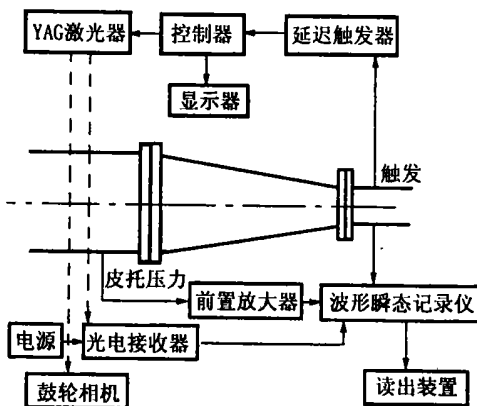 YAG激光器
控制器
延迟触发器
显示器
触发
皮托压力
前置放大器
波形瞬态记录仪
电源
光电接收器
鼓轮相机
读出装置